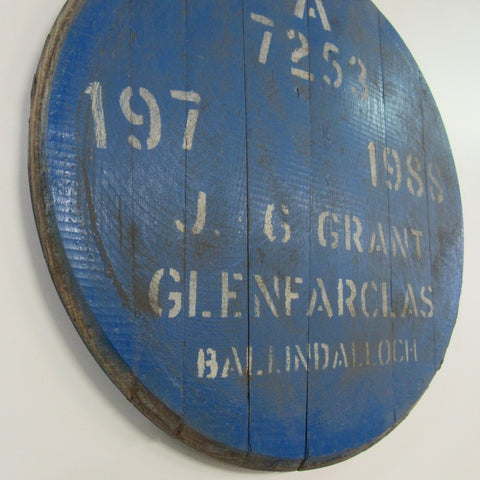 A
7253
197 1988
J. G GRANT
GLENFARCLAS
BALLINDALLOCH